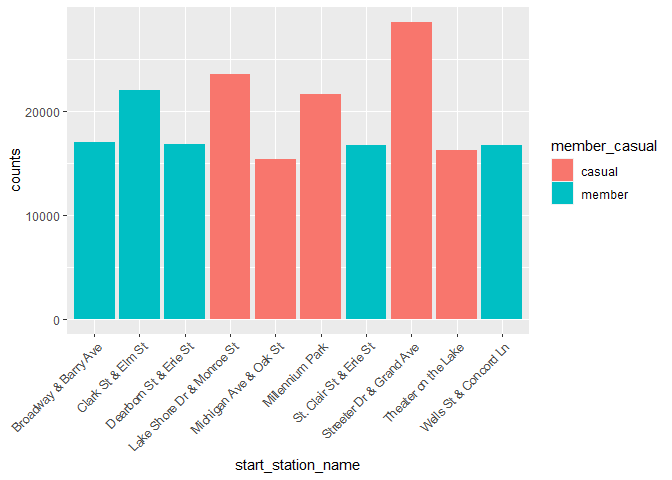 counts
20000
10000
0
Broadway & Barry Ave
Clark St & Elm St
Dearborn St & Erie St
Lake Shore Dr & Monroe St
Michigan Ave & Oak St
Millennium Park
St. Clair St & Erie St
Streeter Dr & Grand Ave
Theater on the Lake
Wells St & Concord Ln
start_station_name
member_casual
casual
member